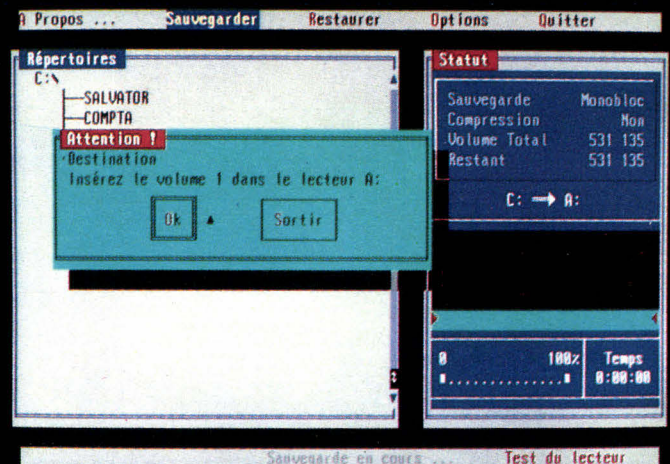 A Propos ... Sauvegarder Restaurer Options Quitter
Répertoires
C:\
SALVATOR
COMPTA
Attention !
Destination
Insérez le volume 1 dans le lecteur A:
Ok
Sortir
Statut
Sauvegarde Monobloc
Compression Non
Volume Total 531 135
Restant 531 135
C: → A:
0 100% Temps
0:00:00
Sauvegarde en cours ... Test du lecteur